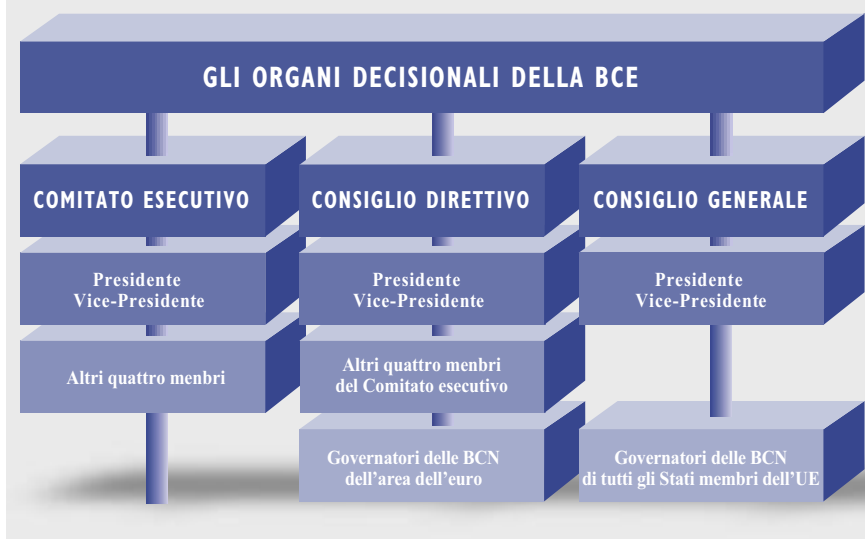 GLI ORGANI DECISIONALI DELLA BCE
COMITATO ESECUTIVO
Presidente
Vice-Presidente
Altri quattro menbri
CONSIGLIO DIRETTIVO
Presidente
Vice-Presidente
Altri quattro menbri
del Comitato esecutivo
Governatori delle BCN
dell'area dell'euro
CONSIGLIO GENERALE
Presidente
Vice-Presidente
Governatori delle BCN
di tutti gli Stati membri dell'UE